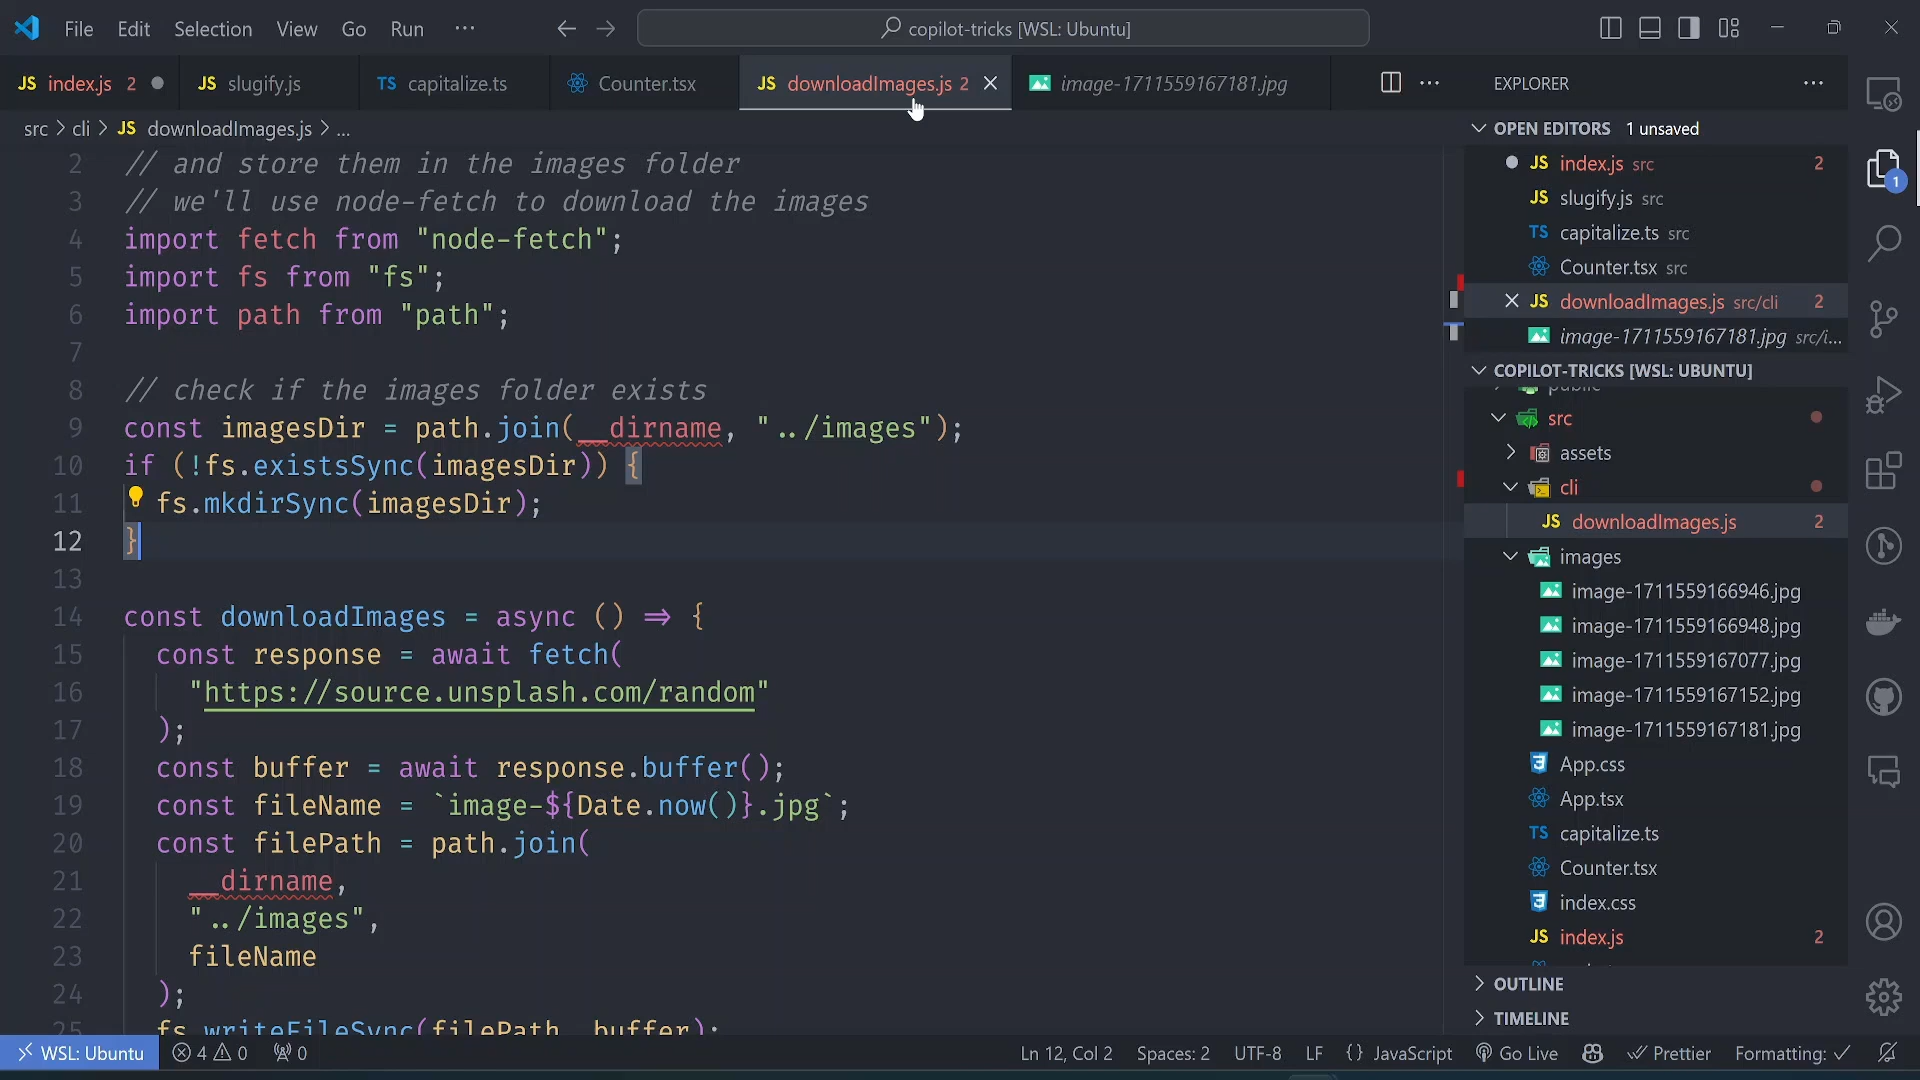 File Edit Selection View Go Run ···
copilot-tricks [WSL: Ubuntu]
JS index.js 2
JS slugify.js
TS capitalize.ts
Counter.tsx
JS downloadImages.js 2
image-1711559167181.jpg
src > cli > JS downloadImages.js > ...
2 // and store them in the images folder
3 // we'll use node-fetch to download the images
4 import fetch from "node-fetch";
5 import fs from "fs";
6 import path from "path";
7
8 // check if the images folder exists
9 const imagesDir = path.join(__dirname, "../images");
10 if (!fs.existsSync(imagesDir)) {
11 fs.mkdirSync(imagesDir);
12 }
13
14 const downloadImages = async () => {
15 const response = await fetch(
16 "https://source.unsplash.com/random"
17 );
18 const buffer = await response.buffer();
19 const fileName = `image-${Date.now()}.jpg`;
20 const filePath = path.join(
21 __dirname,
22 "../images",
23 fileName
24 );
25 fs.writeFileSync(filePath, buffer);
EXPLORER
OPEN EDITORS 1 unsaved
JS index.js src 2
JS slugify.js src
TS capitalize.ts src
Counter.tsx src
JS downloadImages.js src/cli 2
image-1711559167181.jpg src/i...
COPILOT-TRICKS [WSL: UBUNTU]
public
src
assets
cli
JS downloadImages.js 2
images
image-1711559166946.jpg
image-1711559166948.jpg
image-1711559167077.jpg
image-1711559167152.jpg
image-1711559167181.jpg
App.css
App.tsx
TS capitalize.ts
Counter.tsx
index.css
JS index.js 2
OUTLINE
TIMELINE
1
WSL: Ubuntu 4 0 0
Ln 12, Col 2 Spaces: 2 UTF-8 LF {} JavaScript Go Live Prettier Formatting: ✓